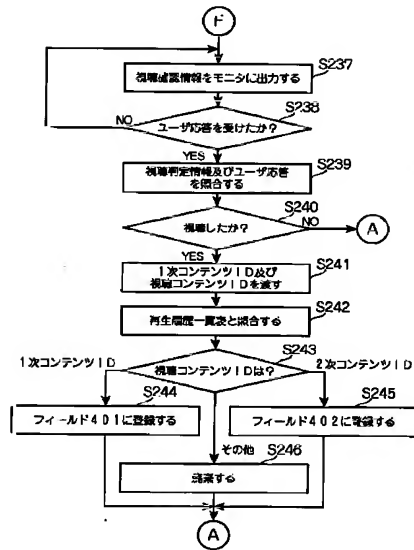 F
視聴確認情報をモニタに出力する
S237
S238
ユーザ応答を受けたか?
NO
YES
S239
視聴判定情報及びユーザ応答
を照合する
S240
視聴したか?
NO
A
YES
S241
1次コンテンツID及び
視聴コンテンツIDを渡す
S242
再生履歴一覧表と照合する
S243
視聴コンテンツIDは?
1次コンテンツID
2次コンテンツID
S244
S245
フィールド401に登録する
フィールド402に登録する
その他
S246
廃棄する
A